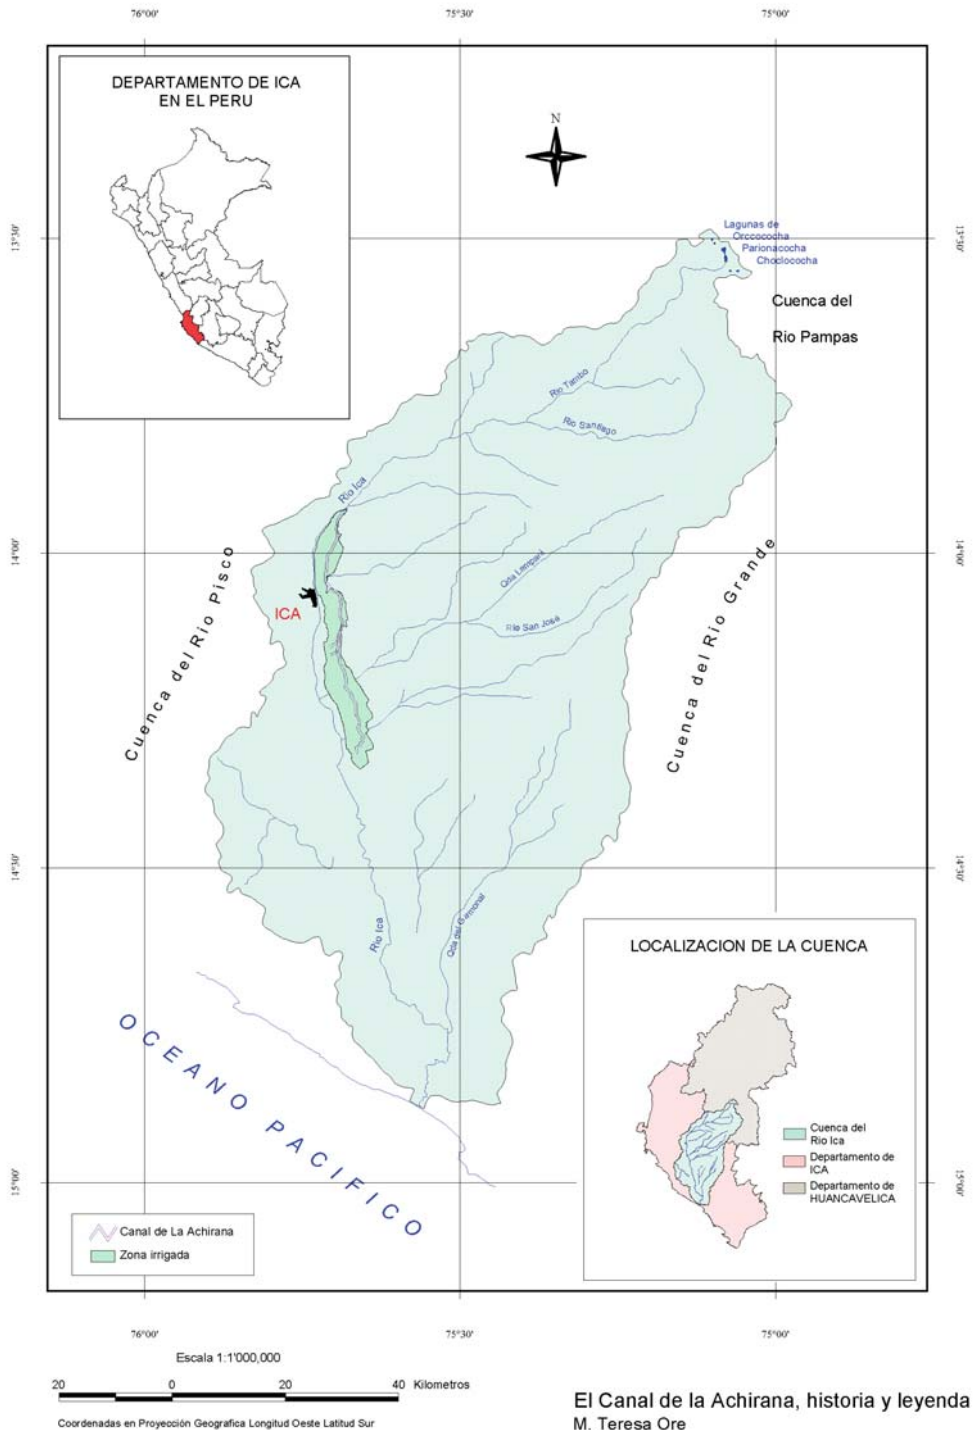 76°00'
75°30'
75°00'
DEPARTAMENTO DE ICA
EN EL PERU
N
13°30'
13°30'
Lagunas de
Orccococha
Parionacocha
Choclococha
Cuenca del
Rio Pampas
Rio Tambo
Rio Santiago
Rio Ica
14°00'
14°00'
Cuenca del Rio Pisco
Qda Lampani
ICA
Rio San José
Cuenca del Rio Grande
14°30'
14°30'
Rio Ica
LOCALIZACION DE LA CUENCA
OCEANO PACIFICO
Cuenca del
Rio Ica
Departamento de
ICA
Departamento de
HUANCAVELICA
15°00'
15°00'
Canal de La Achirana
Zona irrigada
76°00'
75°30'
75°00'
Escala 1:1'000,000
20 0 20 40 Kilometros
Coordenadas en Proyección Geografica Longitud Oeste Latitud Sur
El Canal de la Achirana, historia y leyenda
M. Teresa Ore